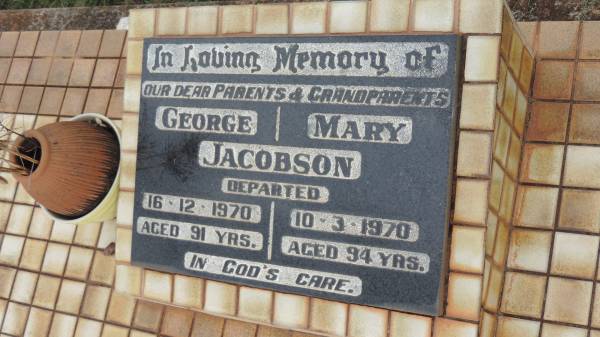 In Loving Memory of
OUR DEAR PARENTS & GRANDPARENTS
GEORGE MARY
JACOBSON
DEPARTED
16-12-1970 10-3-1970
AGED 91 YRS. AGED 94 YRS.
IN GOD'S CARE.